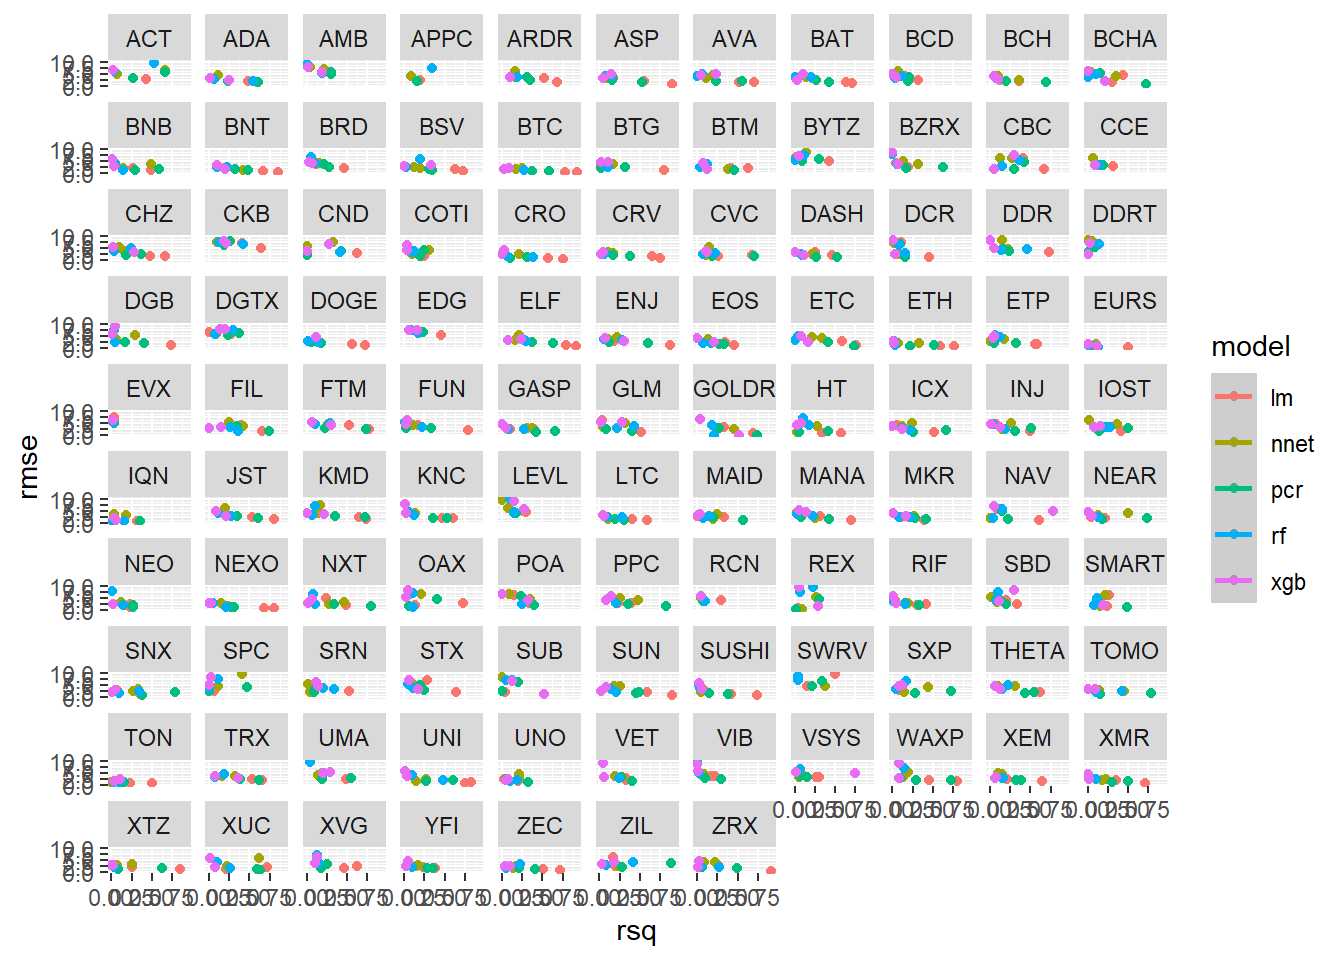 ACT ADA AMB APPC ARDR ASP AVA BAT BCD BCH BCHA
BNB BNT BRD BSV BTC BTG BTM BYTZ BZRX CBC CCE
CHZ CKB CND COTI CRO CRV CVC DASH DCR DDR DDRT
DGB DGTX DOGE EDG ELF ENJ EOS ETC ETH ETP EURS
EVX FIL FTM FUN GASP GLM GOLDR HT ICX INJ IOST
IQN JST KMD KNC LEVL LTC MAID MANA MKR NAV NEAR
NEO NEXO NXT OAX POA PPC RCN REX RIF SBD SMART
SNX SPC SRN STX SUB SUN SUSHI SWRV SXP THETA TOMO
TON TRX UMA UNI UNO VET VIB VSYS WAXP XEM XMR
XTZ XUC XVG YFI ZEC ZIL ZRX
rsq
rmse
model
lm
nnet
pcr
rf
xgb